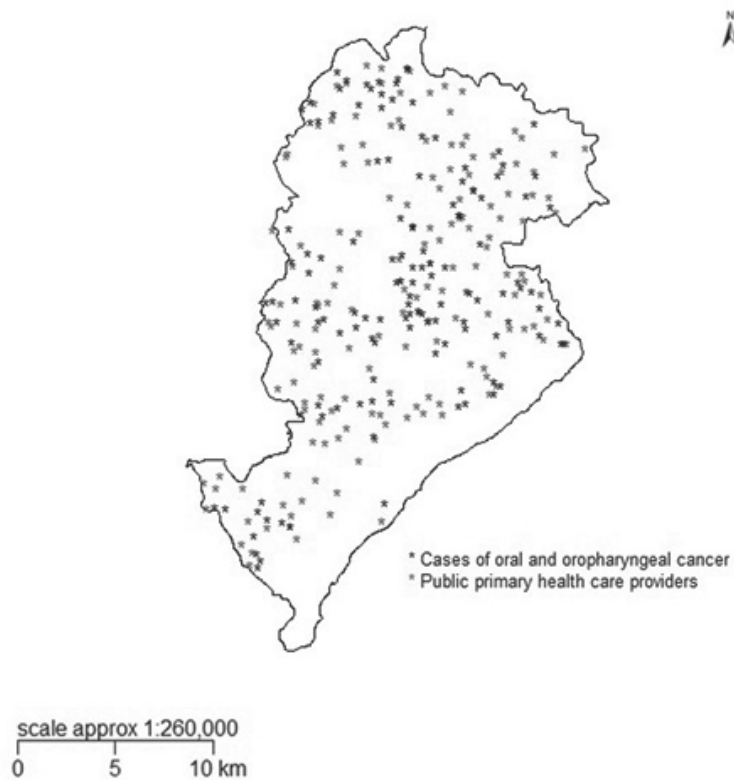 N
* Cases of oral and oropharyngeal cancer
* Public primary health care providers
scale approx 1:260,000
0 5 10 km